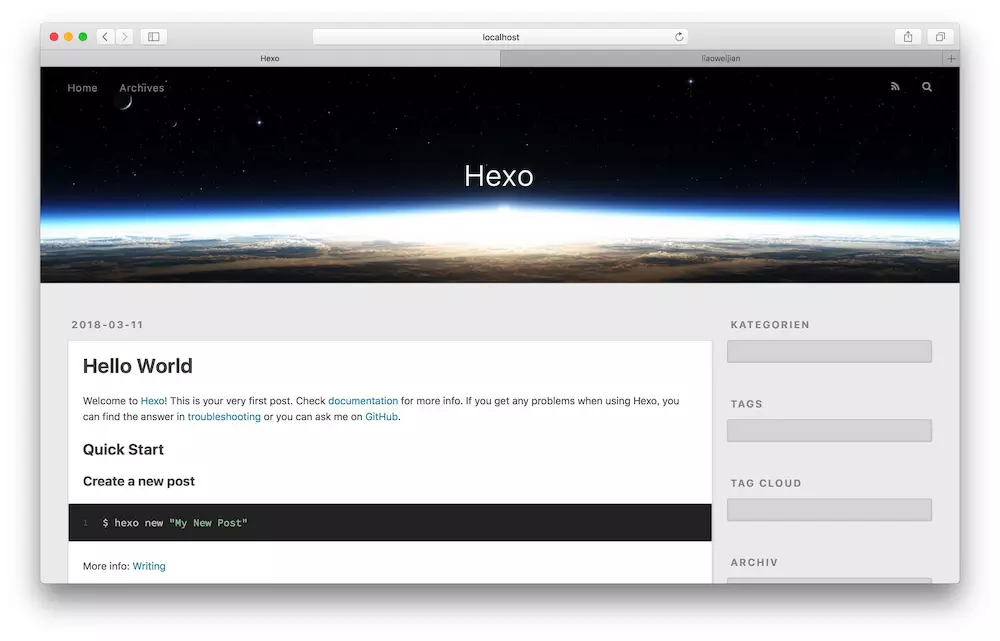 localhost
Hexo
liaoweijian
Home
Archives
Hexo
2018-03-11
Hello World
Welcome to Hexo! This is your very first post. Check documentation for more info. If you get any problems when using Hexo, you
can find the answer in troubleshooting or you can ask me on GitHub.
Quick Start
Create a new post
1 $ hexo new "My New Post"
More info: Writing
KATEGORIEN
TAGS
TAG CLOUD
ARCHIV